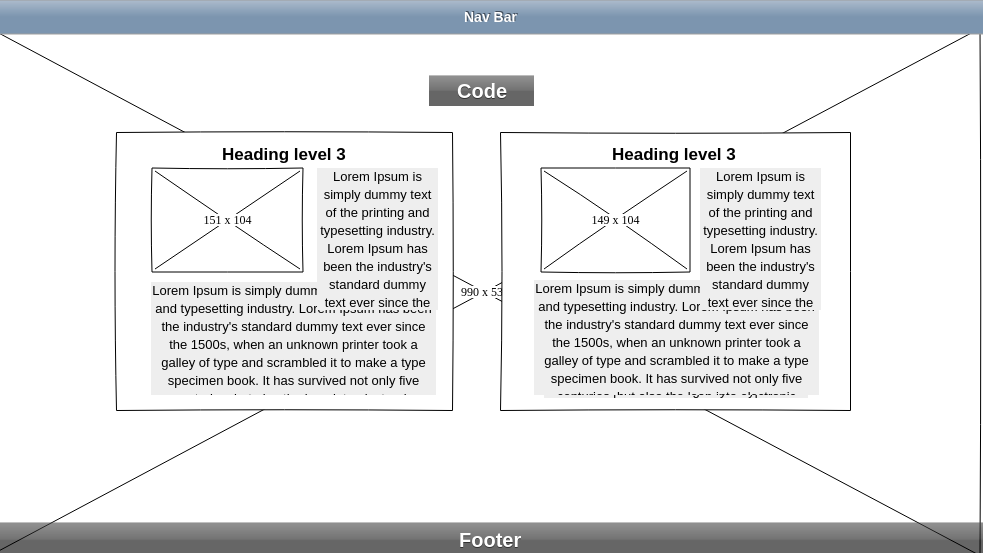 Nav Bar
Code
Heading level 3
151 x 104
Lorem Ipsum is
simply dummy text
of the printing and
typesetting industry.
Lorem Ipsum has
been the industry's
standard dummy
text ever since the
Lorem Ipsum is simply dumm
and typesetting industry. Lorem Ipsum has been
the industry's standard dummy text ever since
the 1500s, when an unknown printer took a
galley of type and scrambled it to make a type
specimen book. It has survived not only five
990 x 53
Heading level 3
149 x 104
Lorem Ipsum is
simply dummy text
of the printing and
typesetting industry.
Lorem Ipsum has
been the industry's
standard dummy
text ever since the
Lorem Ipsum is simply dumm
and typesetting industry. Lorem Ipsum has been
the industry's standard dummy text ever since
the 1500s, when an unknown printer took a
galley of type and scrambled it to make a type
specimen book. It has survived not only five
Footer